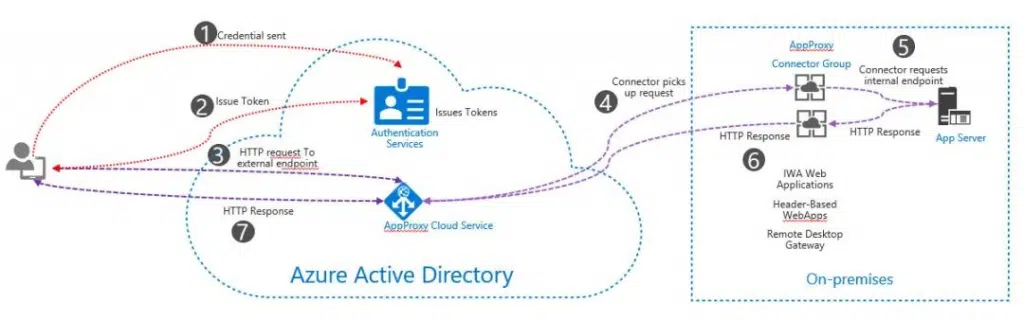 1
Credential sent
2
Issue Token
Issues Tokens
Authentication
Services
3
HTTP request To
external endpoint
HTTP Response
7
AppProxy Cloud Service
Azure Active Directory
Connector picks
up request
4
AppProxy
Connector Group
5
Connector requests
internal endpoint
HTTP Response
HTTP Response
App Server
6
IWA Web
Applications
Header-Based
WebApps
Remote Desktop
Gateway
On-premises